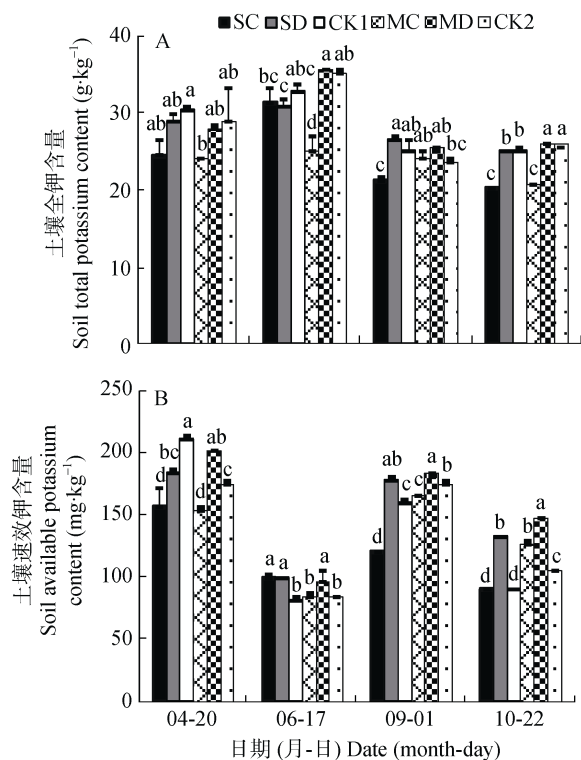 SC SD CK1 MC MD CK2
A
土壤全钾含量
Soil total potassium content (g·kg⁻¹)
40
30
20
10
0
ab ab a b ab ab
bc c abc d a ab
c a ab ab ab bc
c b b c a a
B
土壤速效钾含量
Soil available potassium
content (mg·kg⁻¹)
250
200
150
100
50
0
d bc a d ab c
a a b b a b
d ab c c a b
d b d b a c
04-20 06-17 09-01 10-22
日期 (月-日) Date (month-day)